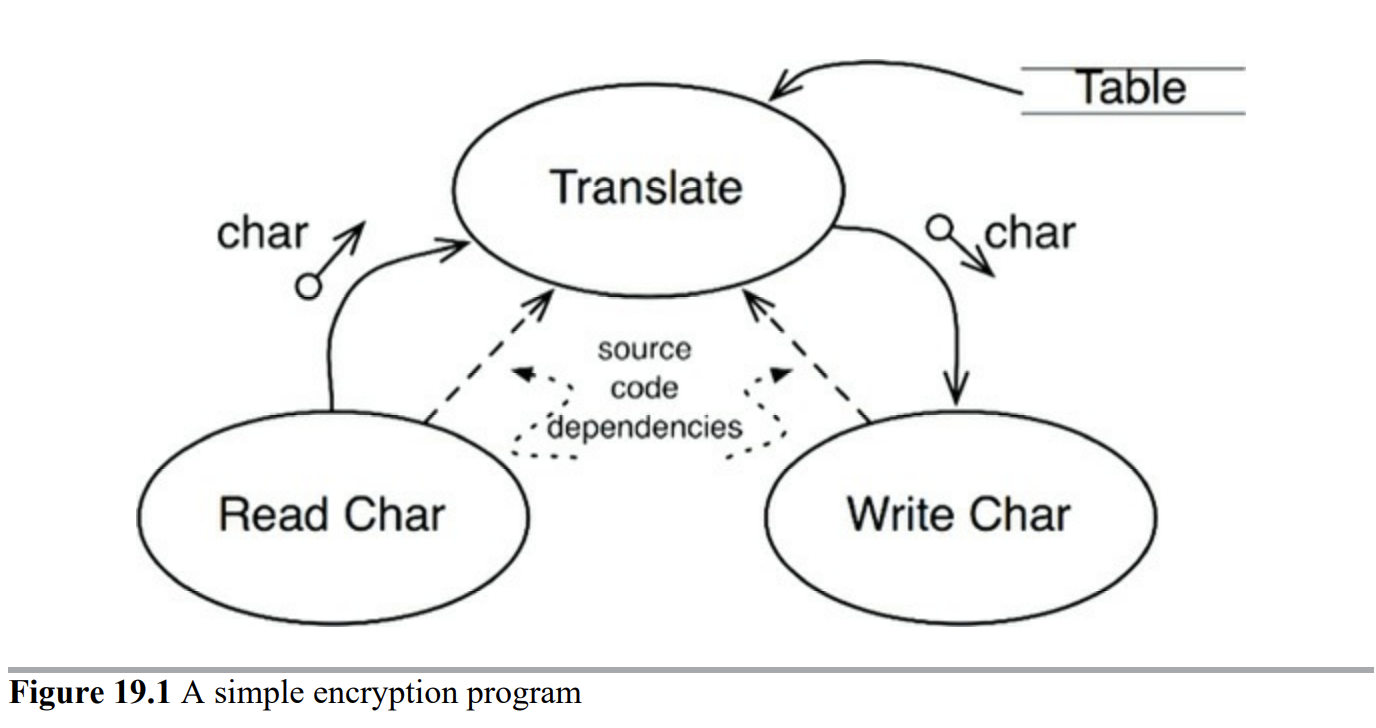 Table
Translate
char
char
source
code
dependencies
Read Char
Write Char
Figure 19.1 A simple encryption program